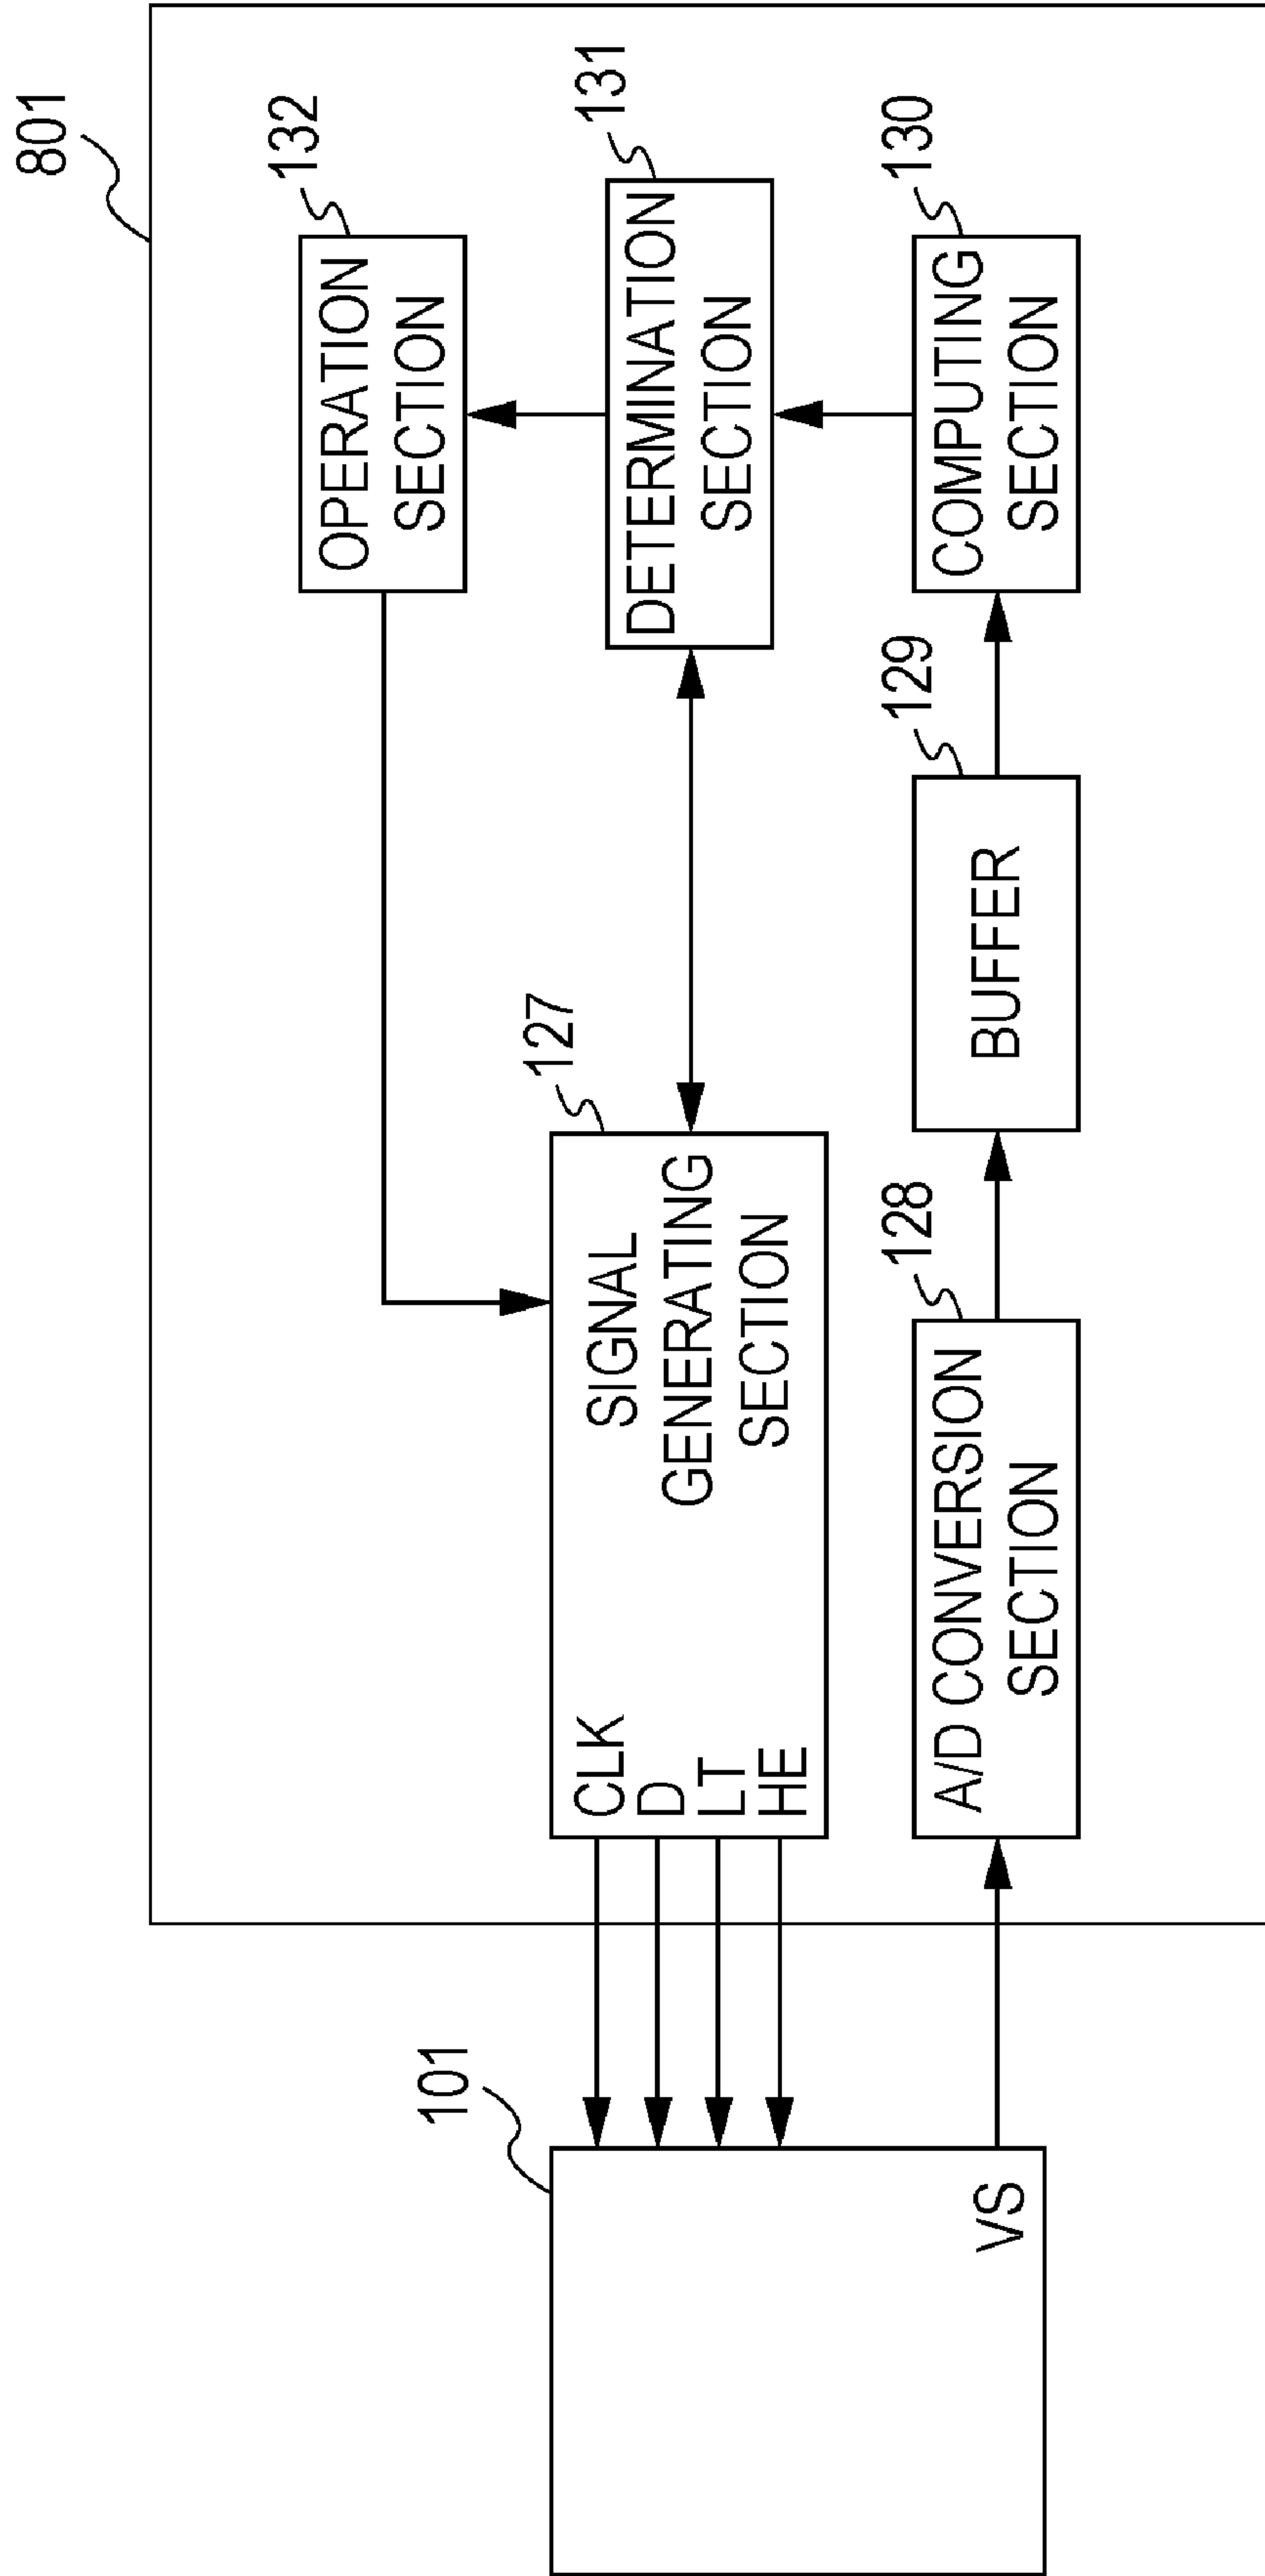 801
132
OPERATION
SECTION
131
DETERMINATION
SECTION
127
SIGNAL
GENERATING
SECTION
CLK
D
LT
HE
101
VS
128
A/D CONVERSION
SECTION
129
BUFFER
130
COMPUTING
SECTION